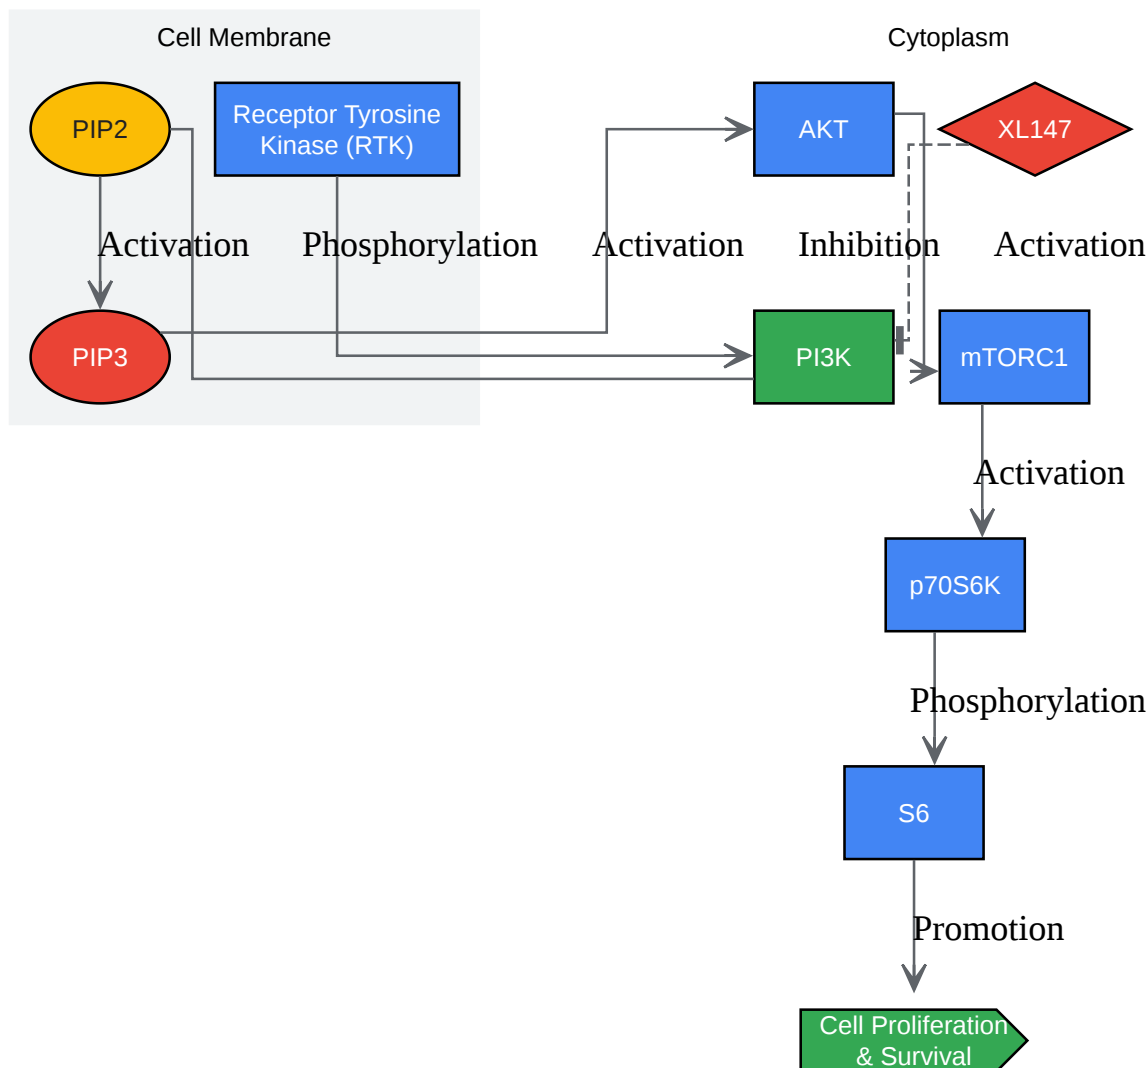 Cell Membrane
Cytoplasm
PIP2
Receptor Tyrosine
Kinase (RTK)
AKT
XL147
Activation
Phosphorylation
Activation
Inhibition
Activation
PIP3
PI3K
mTORC1
Activation
p70S6K
Phosphorylation
S6
Promotion
Cell Proliferation
& Survival